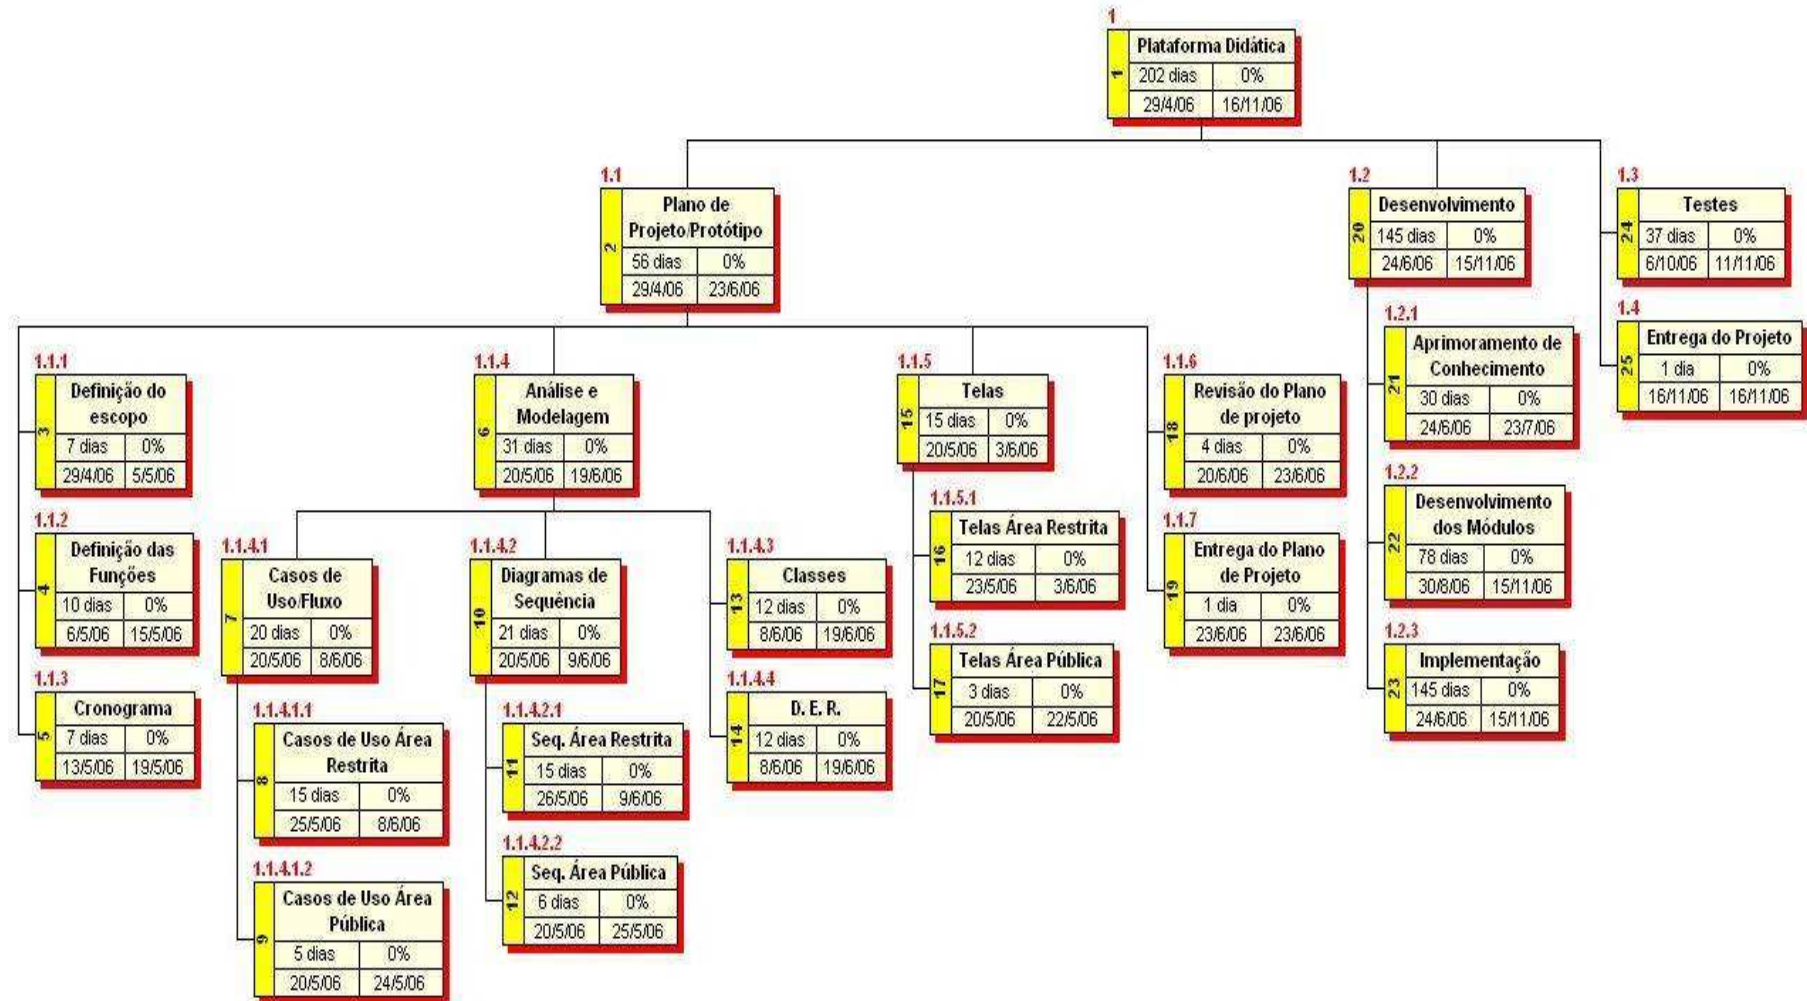 1
1
Plataforma Didática
202 dias 0%
29/4/06 16/11/06
1.1
2
Plano de
Projeto/Protótipo
56 dias 0%
29/4/06 23/6/06
1.1.1
3
Definição do
escopo
7 dias 0%
29/4/06 5/5/06
1.1.2
4
Definição das
Funções
10 dias 0%
6/5/06 15/5/06
1.1.3
5
Cronograma
7 dias 0%
13/5/06 19/5/06
1.1.4
6
Análise e
Modelagem
31 dias 0%
20/5/06 19/6/06
1.1.4.1
7
Casos de
Uso/Fluxo
20 dias 0%
20/5/06 8/6/06
1.1.4.1.1
8
Casos de Uso Área
Restrita
15 dias 0%
25/5/06 8/6/06
1.1.4.1.2
9
Casos de Uso Área
Pública
5 dias 0%
20/5/06 24/5/06
1.1.4.2
10
Diagramas de
Sequência
21 dias 0%
20/5/06 9/6/06
1.1.4.2.1
11
Seq. Área Restrita
15 dias 0%
26/5/06 9/6/06
1.1.4.2.2
12
Seq. Área Pública
6 dias 0%
20/5/06 25/5/06
1.1.4.3
13
Classes
12 dias 0%
8/6/06 19/6/06
1.1.4.4
14
D. E. R.
12 dias 0%
8/6/06 19/6/06
1.1.5
15
Telas
15 dias 0%
20/5/06 3/6/06
1.1.5.1
16
Telas Área Restrita
12 dias 0%
23/5/06 3/6/06
1.1.5.2
17
Telas Área Pública
3 dias 0%
20/5/06 22/5/06
1.1.6
18
Revisão do Plano
de projeto
4 dias 0%
20/6/06 23/6/06
1.1.7
19
Entrega do Plano
de Projeto
1 dia 0%
23/6/06 23/6/06
1.2
20
Desenvolvimento
145 dias 0%
24/6/06 15/11/06
1.2.1
21
Aprimoramento de
Conhecimento
30 dias 0%
24/6/06 23/7/06
1.2.2
22
Desenvolvimento
dos Módulos
78 dias 0%
30/8/06 15/11/06
1.2.3
23
Implementação
145 dias 0%
24/6/06 15/11/06
1.3
24
Testes
37 dias 0%
6/10/06 11/11/06
1.4
25
Entrega do Projeto
1 dia 0%
16/11/06 16/11/06